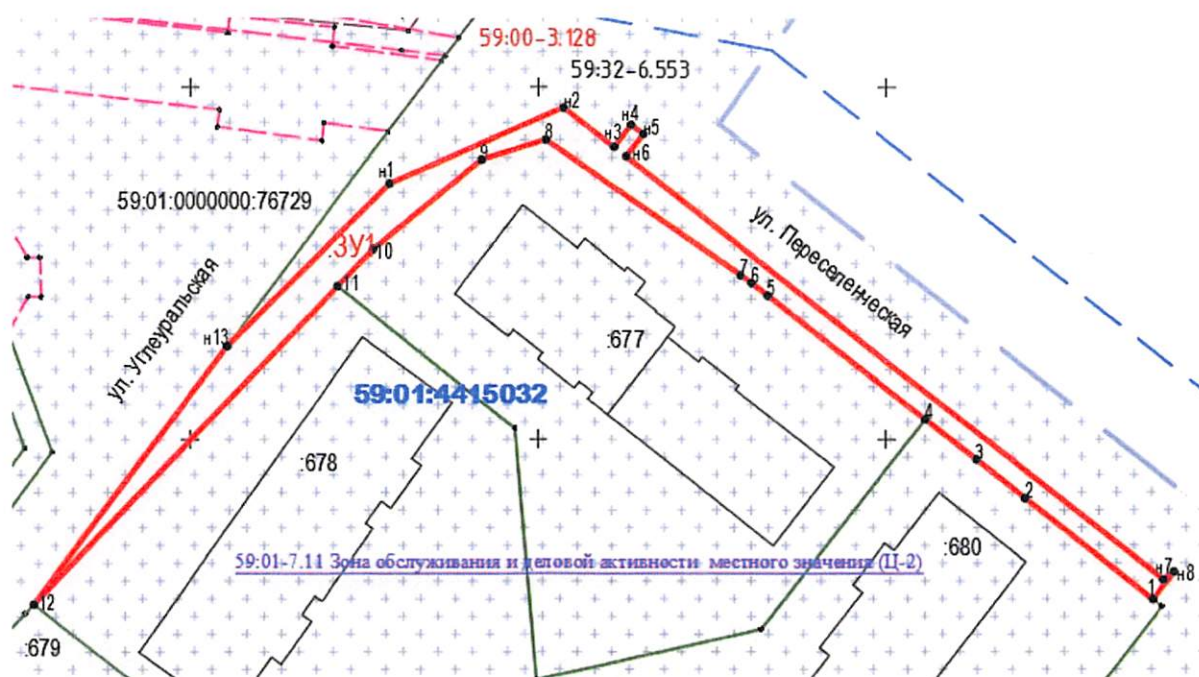 59:00-3.128
59:32-6.553
н2
н4
н5
н3
н6
8
9
н1
59:01:0000000:76729
ул. Переселенческая
:ЗУ1
10
11
7
6
5
ул. Углеуральская
н13
:677
59:01:4415032
4
:678
3
2
:680
59:01-7.11 Зона обслуживания и деловой активности местного значения (Ц-2)
н7
н8
1
12
:679